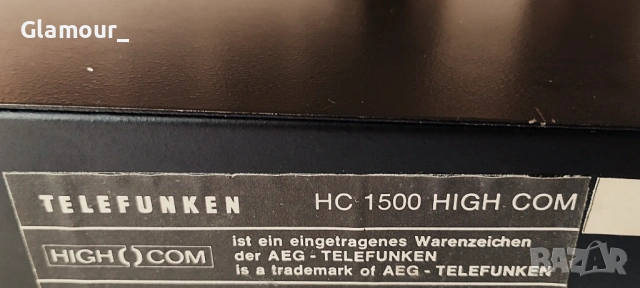 Glamour_
TELEFUNKEN HC 1500 HIGH COM
HIGH COM ist ein eingetragenes Warenzeichen
der AEG - TELEFUNKEN
is a trademark of AEG - TELEFUNKEN
BAZAR